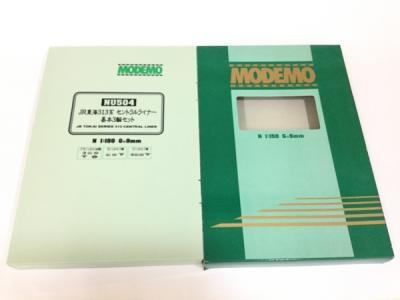 MODEMO
NU504
JR東海313系 セントラルライナー
基本3輛セット
JR TOKAI SERIES 313 CENTRAL LINER
N 1:150 G=9mm
MODEMO
N 1:150 G=9mm